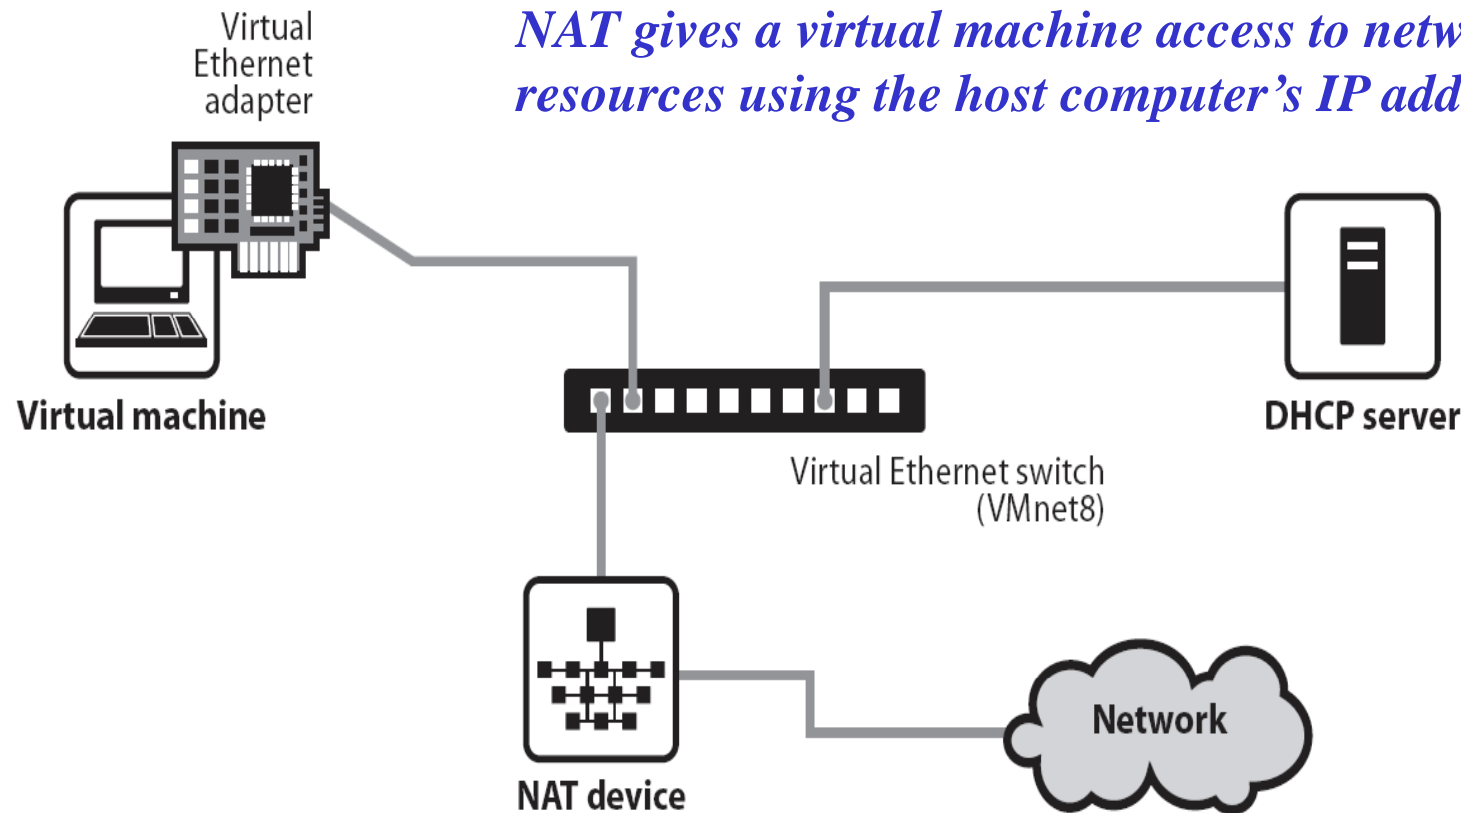 Virtual
Ethernet
adapter
NAT gives a virtual machine access to netw
resources using the host computer's IP add
Virtual machine
DHCP server
Virtual Ethernet switch
(VMnet8)
Network
NAT device